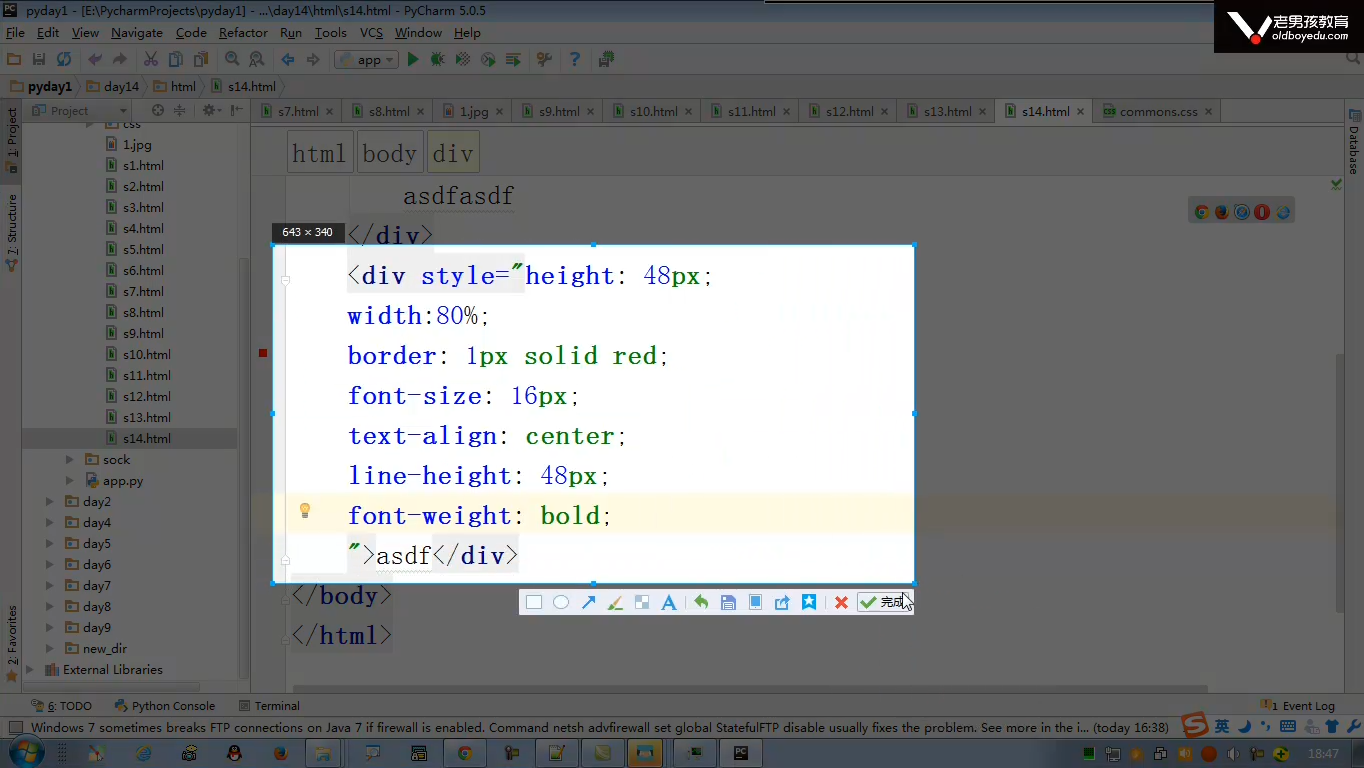 pyday1 - [E:\PycharmProjects\pyday1] - ...\day14\html\s14.html - PyCharm 5.0.5
老男孩教育
oldboyedu.com
File Edit View Navigate Code Refactor Run Tools VCS Window Help
app
pyday1 day14 html s14.html
1: Project
7: Structure
2: Favorites
Database
Project
s7.html s8.html 1.jpg s9.html s10.html s11.html s12.html s13.html s14.html commons.css
css
1.jpg
s1.html
s2.html
s3.html
s4.html
s5.html
s6.html
s7.html
s8.html
s9.html
s10.html
s11.html
s12.html
s13.html
s14.html
sock
app.py
day2
day4
day5
day6
day7
day8
day9
new_dir
External Libraries
html body div
asdfasdf
</div>
643 × 340
<div style="height: 48px;
width:80%;
border: 1px solid red;
font-size: 16px;
text-align: center;
line-height: 48px;
font-weight: bold;
">asdf</div>
完成
</body>
</html>
6: TODO Python Console Terminal 1 Event Log
Windows 7 sometimes breaks FTP connections on Java 7 if firewall is enabled. Command netsh advfirewall set global StatefulFTP disable usually fixes the problem. See more in the i... (today 16:38)
英
18:47